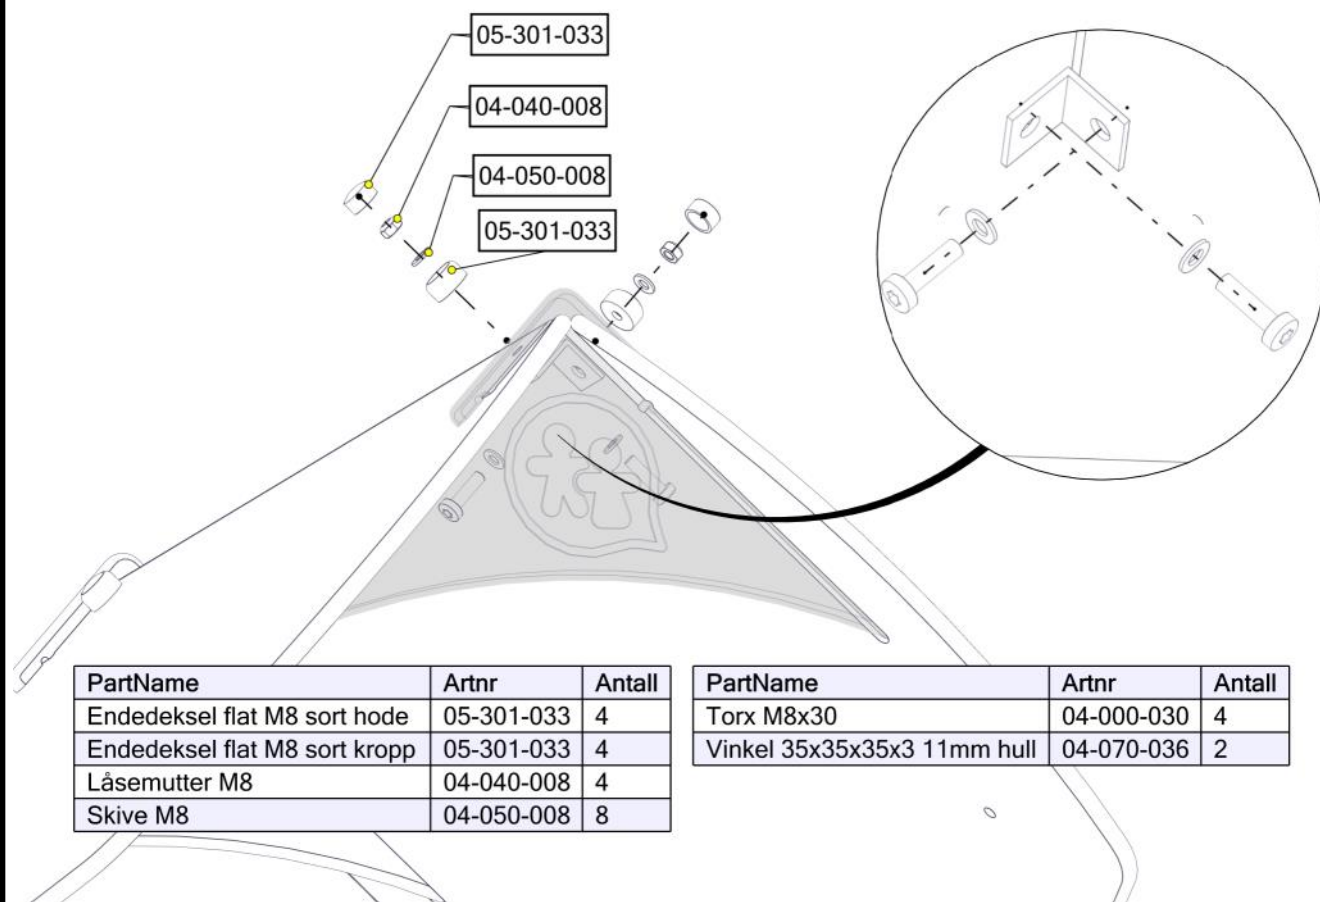 05-301-033
04-040-008
04-050-008
05-301-033
PartName Artnr Antall
Endedeksel flat M8 sort hode 05-301-033 4
Endedeksel flat M8 sort kropp 05-301-033 4
Låsemutter M8 04-040-008 4
Skive M8 04-050-008 8
PartName Artnr Antall
Torx M8x30 04-000-030 4
Vinkel 35x35x35x3 11mm hull 04-070-036 2